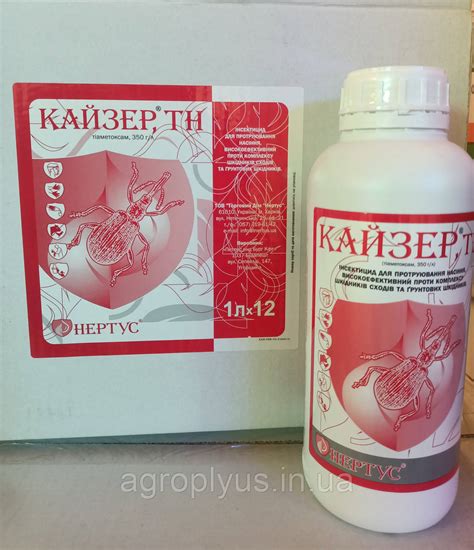 КАЙЗЕР® ТН
тіаметоксам, 350 г/л
ІНСЕКТИЦИД
ДЛЯ ПРОТРУЮВАННЯ
НАСІННЯ,
ВИСОКОЕФЕКТИВНИЙ
ПРОТИ КОМПЛЕКСУ
ШКІДНИКІВ СХОДІВ
ТА ҐРУНТОВИХ ШКІДНИКІВ.
Виробник:
НЕРТУС®
1л×12
КАЙЗЕР®, ТН
тіаметоксам, 350 г/л
ІНСЕКТИЦИД ДЛЯ ПРОТРУЮВАННЯ НАСІННЯ,
ВИСОКОЕФЕКТИВНИЙ ПРОТИ КОМПЛЕКСУ
ШКІДНИКІВ СХОДІВ ТА ҐРУНТОВИХ ШКІДНИКІВ.
НЕРТУС®
agroplyus.in.ua